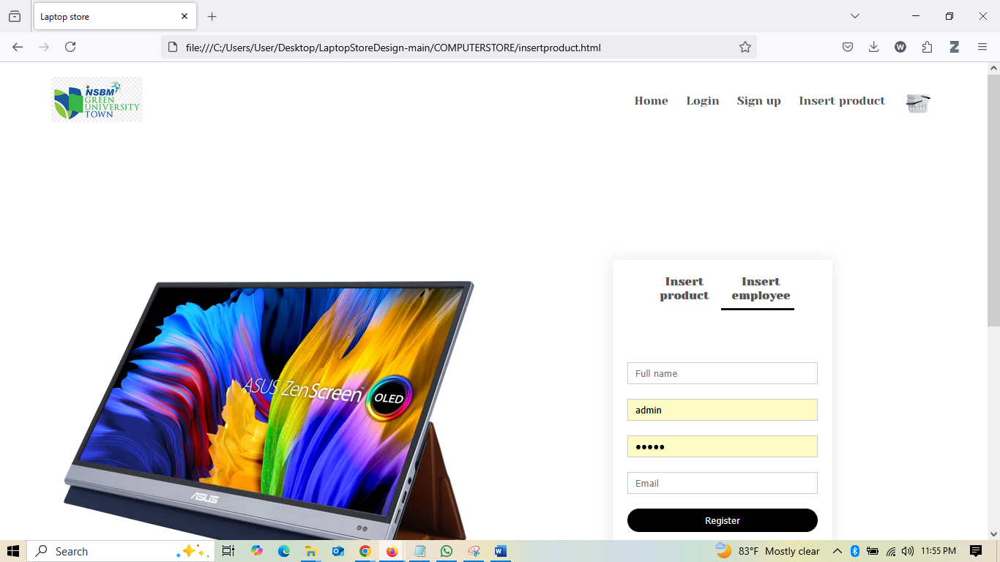 Laptop store
file:///C:/Users/User/Desktop/LaptopStoreDesign-main/COMPUTERSTORE/insertproduct.html
W
Z
NSBM
GREEN
UNIVERSITY
TOWN
Home Login Sign up Insert product
Insert product
Insert employee
ASUS ZenScreen™ OLED
ASUS
Full name
admin
•••••
Email
Register
Search
83°F Mostly clear
11:55 PM